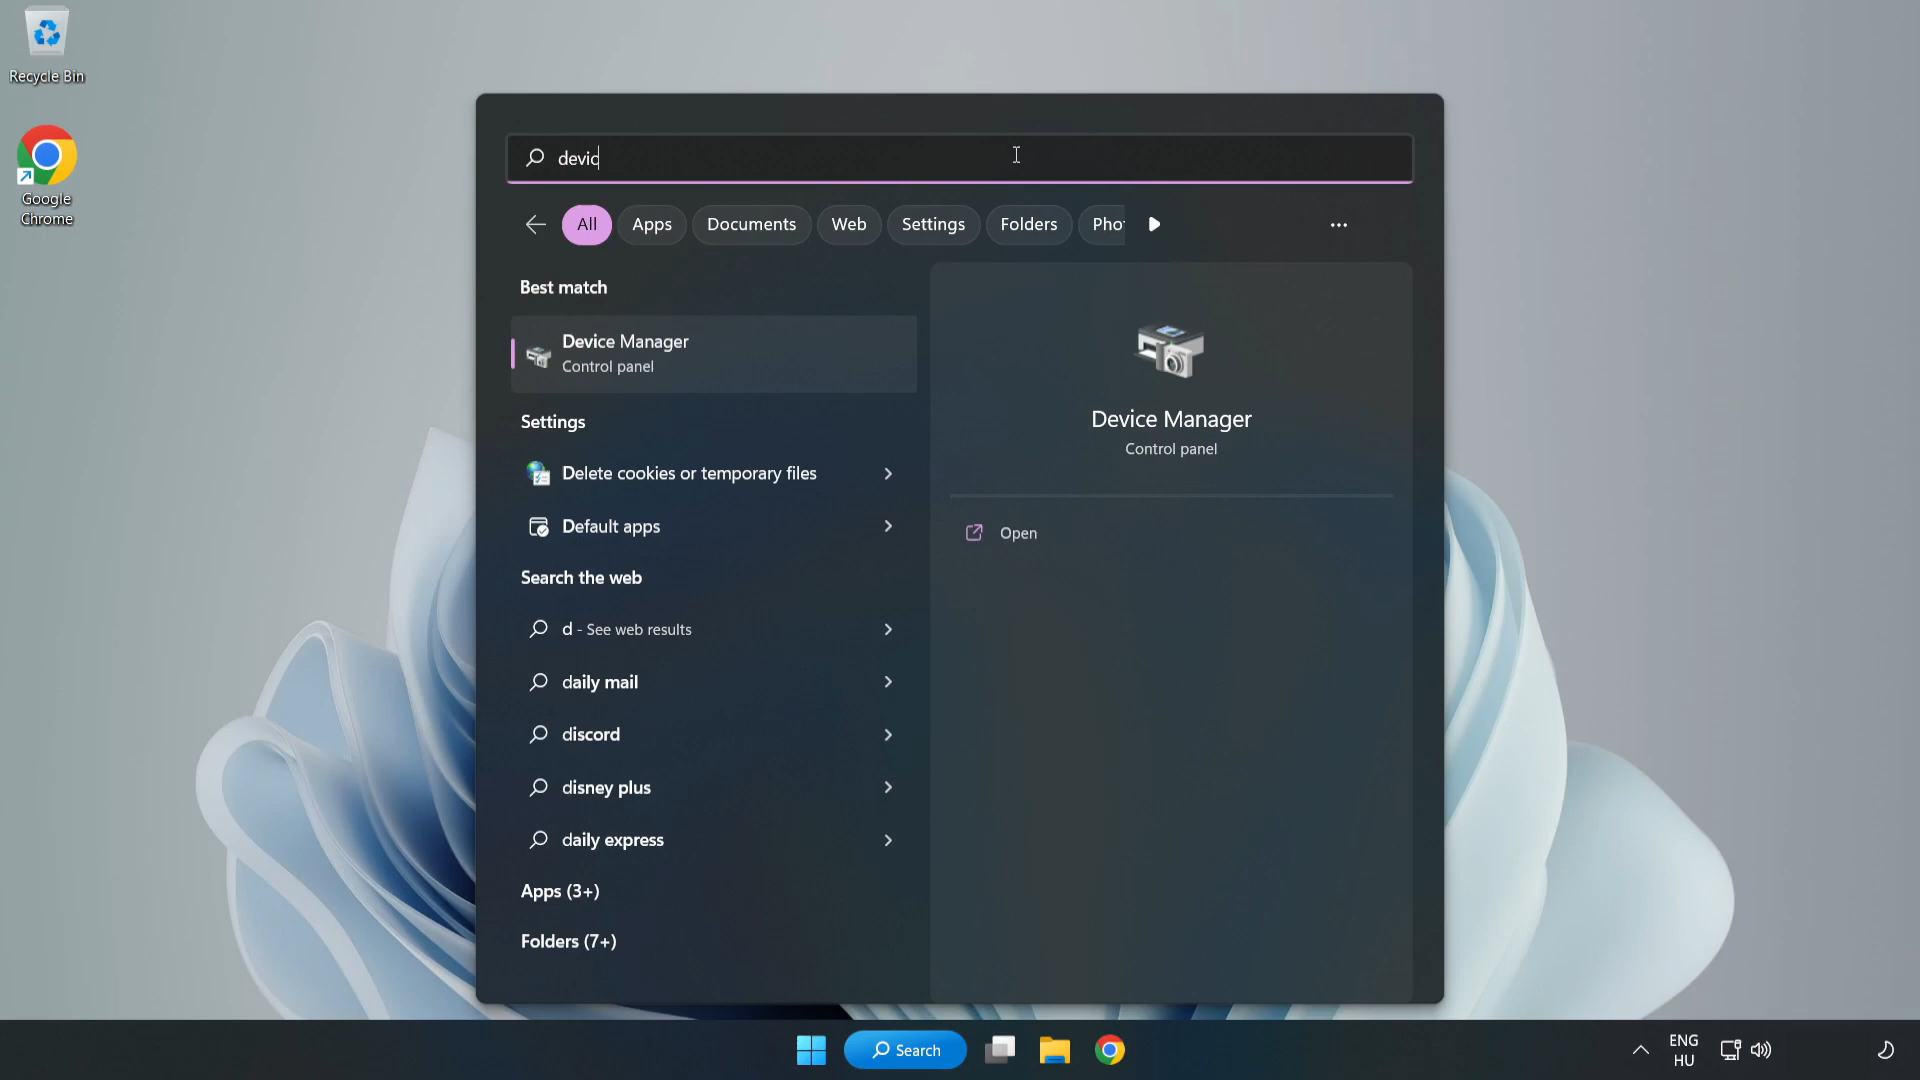 Recycle Bin
Google
Chrome
devic
All
Apps
Documents
Web
Settings
Folders
Pho
Best match
Device Manager
Control panel
Settings
Delete cookies or temporary files
Default apps
Search the web
d - See web results
daily mail
discord
disney plus
daily express
Apps (3+)
Folders (7+)
Device Manager
Control panel
Open
Search
ENG
HU